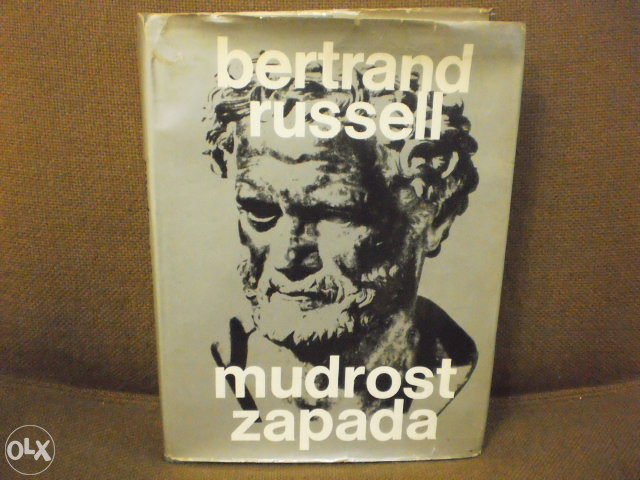 bertrand
russell
mudrost
zapada
OLX